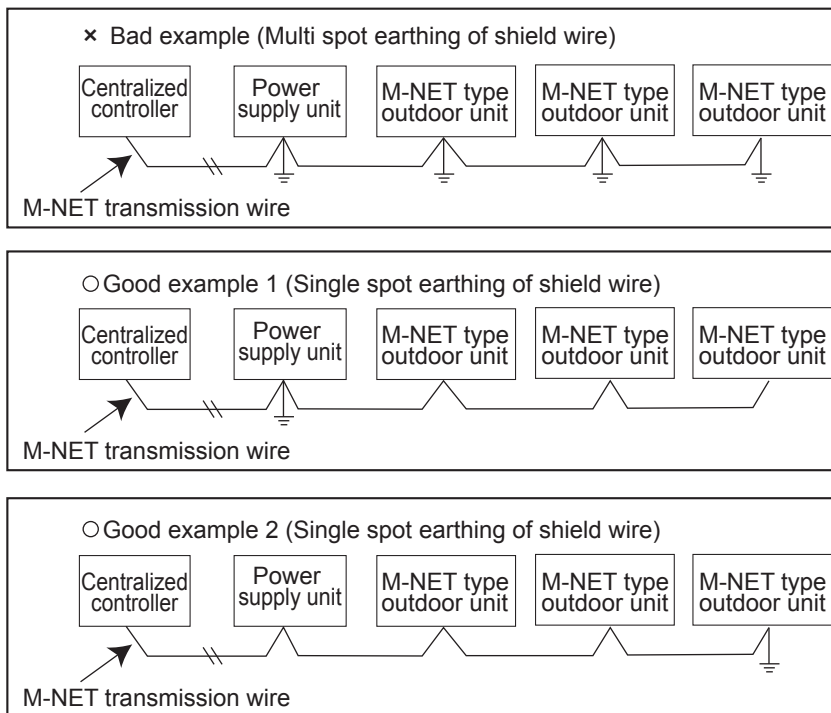 × Bad example (Multi spot earthing of shield wire)
Centralized
controller
Power
supply unit
M-NET type
outdoor unit
M-NET type
outdoor unit
M-NET type
outdoor unit
M-NET transmission wire
○ Good example 1 (Single spot earthing of shield wire)
Centralized
controller
Power
supply unit
M-NET type
outdoor unit
M-NET type
outdoor unit
M-NET type
outdoor unit
M-NET transmission wire
○ Good example 2 (Single spot earthing of shield wire)
Centralized
controller
Power
supply unit
M-NET type
outdoor unit
M-NET type
outdoor unit
M-NET type
outdoor unit
M-NET transmission wire